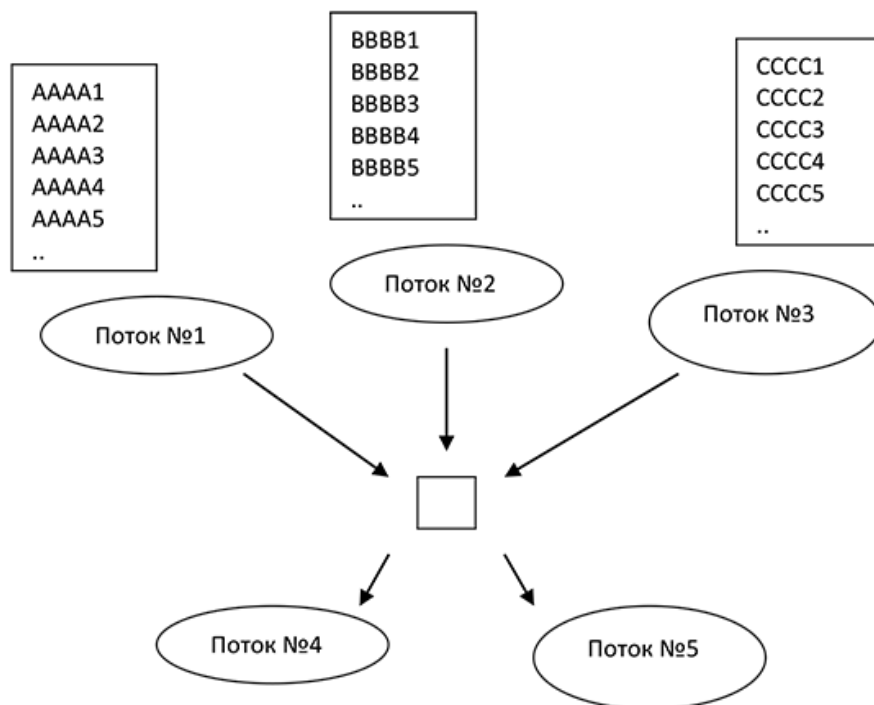 AAAA1
AAAA2
AAAA3
AAAA4
AAAA5
..
BBBB1
BBBB2
BBBB3
BBBB4
BBBB5
..
CCCC1
CCCC2
CCCC3
CCCC4
CCCC5
..
Поток №1
Поток №2
Поток №3
Поток №4
Поток №5